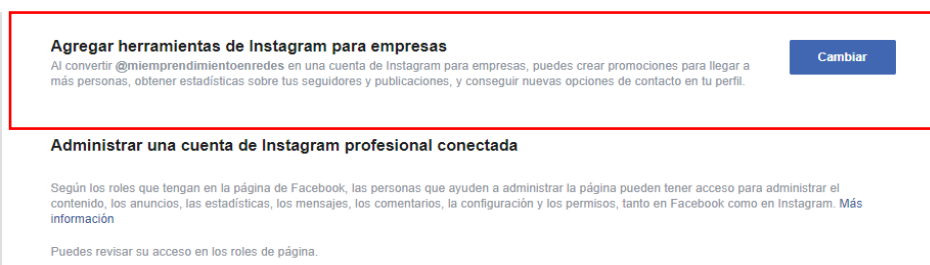 Agregar herramientas de Instagram para empresas
Al convertir @miemprendimientoenredes en una cuenta de Instagram para empresas, puedes crear promociones para llegar a
más personas, obtener estadísticas sobre tus seguidores y publicaciones, y conseguir nuevas opciones de contacto en tu perfil.
Cambiar
Administrar una cuenta de Instagram profesional conectada
Según los roles que tengan en la página de Facebook, las personas que ayuden a administrar la página pueden tener acceso para administrar el
contenido, los anuncios, las estadísticas, los mensajes, los comentarios, la configuración y los permisos, tanto en Facebook como en Instagram. Más
información
Puedes revisar su acceso en los roles de página.